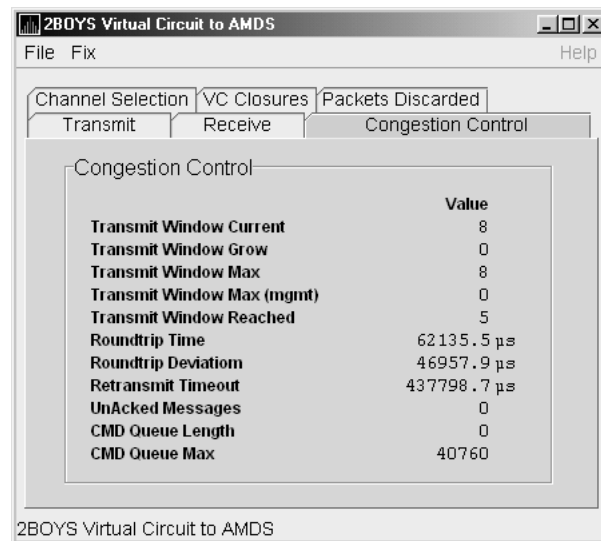 2BOYS Virtual Circuit to AMDS
File Fix Help
Channel Selection VC Closures Packets Discarded
Transmit Receive Congestion Control
Congestion Control
Value
Transmit Window Current 8
Transmit Window Grow 0
Transmit Window Max 8
Transmit Window Max (mgmt) 0
Transmit Window Reached 5
Roundtrip Time 62135.5 µs
Roundtrip Deviatiom 46957.9 µs
Retransmit Timeout 437798.7 µs
UnAcked Messages 0
CMD Queue Length 0
CMD Queue Max 40760
2BOYS Virtual Circuit to AMDS